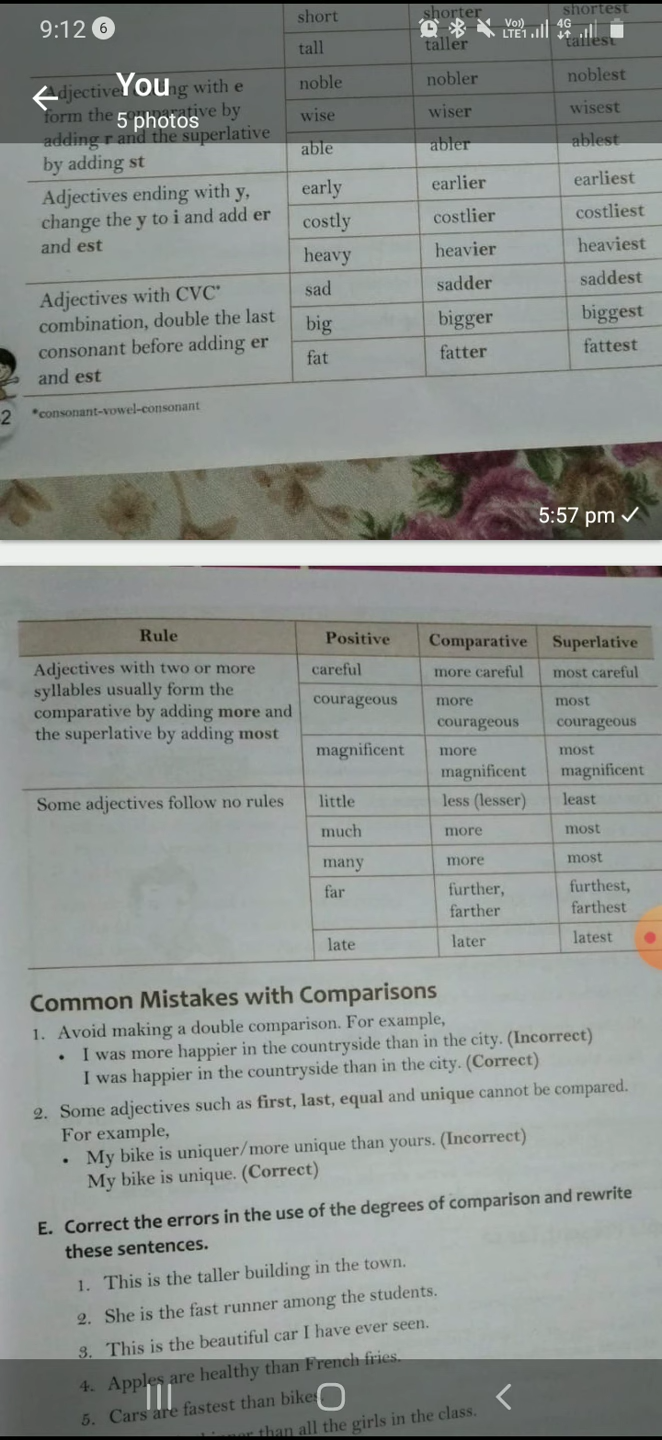 9:12 6 Vo)) LTE1 4G
short shorter shortest
tall taller tallest
You
5 photos
Adjectives ending with e noble nobler noblest
form the comparative by wise wiser wisest
adding r and the superlative
by adding st able abler ablest
Adjectives ending with y, early earlier earliest
change the y to i and add er costly costlier costliest
and est heavy heavier heaviest
Adjectives with CVC* sad sadder saddest
combination, double the last big bigger biggest
consonant before adding er fat fatter fattest
and est
2 *consonant-vowel-consonant
5:57 pm
Rule Positive Comparative Superlative
Adjectives with two or more careful more careful most careful
syllables usually form the courageous more most
comparative by adding more and courageous courageous
the superlative by adding most magnificent more most
magnificent magnificent
Some adjectives follow no rules little less (lesser) least
much more most
many more most
far further, furthest,
farther farthest
late later latest
Common Mistakes with Comparisons
1. Avoid making a double comparison. For example,
• I was more happier in the countryside than in the city. (Incorrect)
I was happier in the countryside than in the city. (Correct)
2. Some adjectives such as first, last, equal and unique cannot be compared.
For example,
• My bike is uniquer/more unique than yours. (Incorrect)
My bike is unique. (Correct)
E. Correct the errors in the use of the degrees of comparison and rewrite
these sentences.
1. This is the taller building in the town.
2. She is the fast runner among the students.
3. This is the beautiful car I have ever seen.
4. Apples are healthy than French fries.
5. Cars are fastest than bikes.
than all the girls in the class.